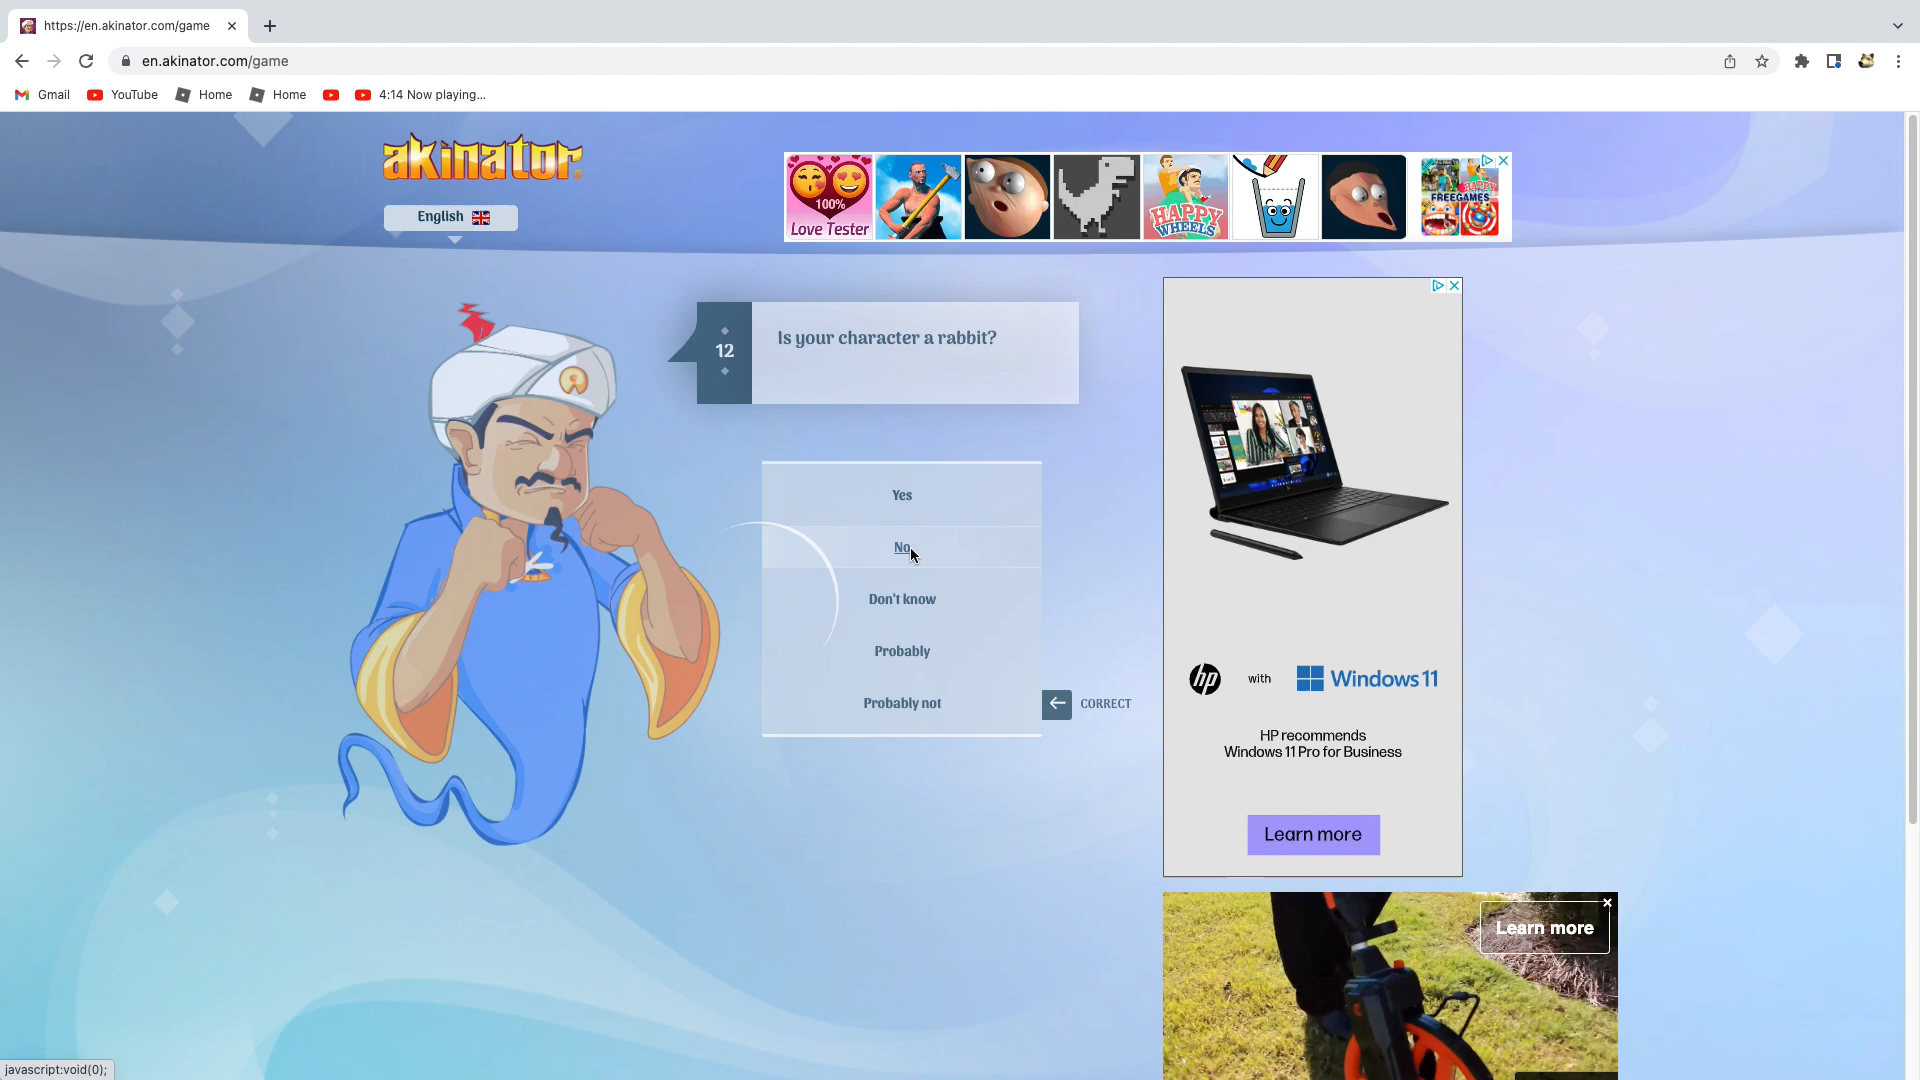 https://en.akinator.com/game
en.akinator.com/game
Gmail
YouTube
Home
Home
4:14 Now playing...
akinator
English
100%
Love Tester
HAPPY WHEELS
HAPPY
FREEGAMES
12
Is your character a rabbit?
Yes
No
Don't know
Probably
Probably not
CORRECT
hp with Windows 11
HP recommends
Windows 11 Pro for Business
Learn more
Learn more
javascript:void(0);